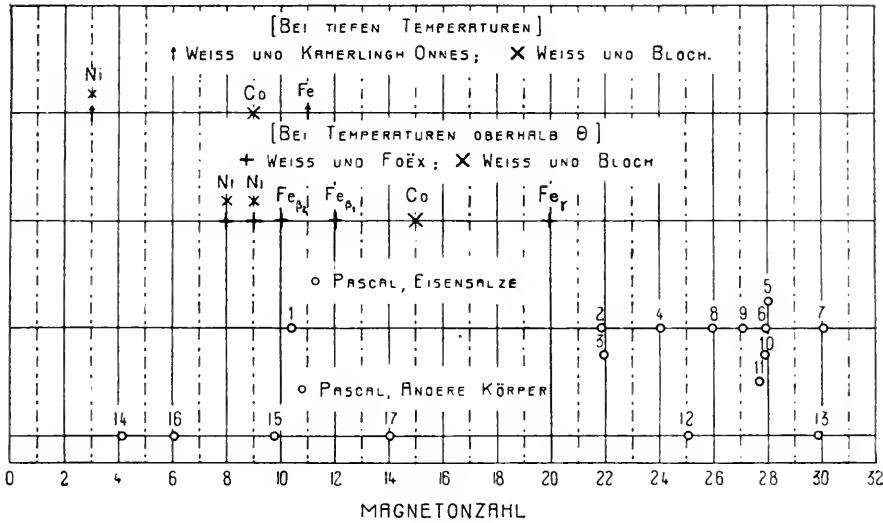 [BEI TIEFEN TEMPERATUREN]
↑ WEISS UND KAMERLINGH ONNES; × WEISS UND BLOCH.
Ni
Co Fe
[BEI TEMPERATUREN OBERHALB Θ]
+ WEISS UND FOËX; × WEISS UND BLOCH
Ni Ni Feβ₂ Feβ₁ Co Feγ
○ PASCAL, EISENSALZE
5
1 2 4 8 9 6 7
3 10
11
○ PASCAL, ANDERE KÖRPER
14 16 15 17 12 13
0 2 4 6 8 10 12 14 16 18 20 22 24 26 28 30 32
MAGNETONZAHL